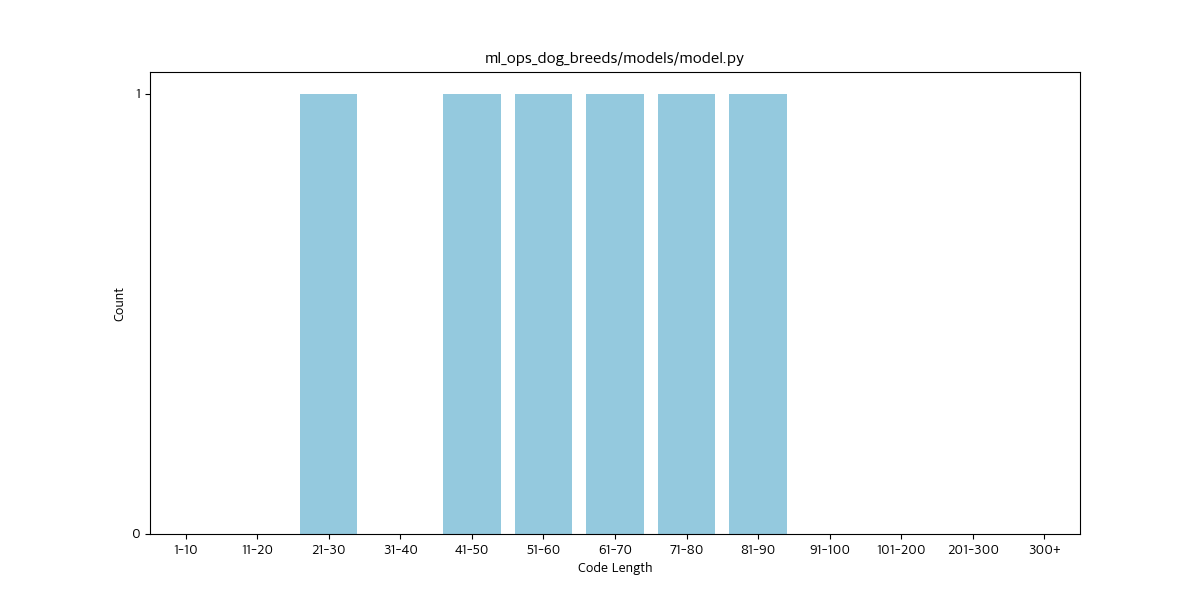 ml_ops_dog_breeds/models/model.py
Count
1
0
1-10 11-20 21-30 31-40 41-50 51-60 61-70 71-80 81-90 91-100 101-200 201-300 300+
Code Length